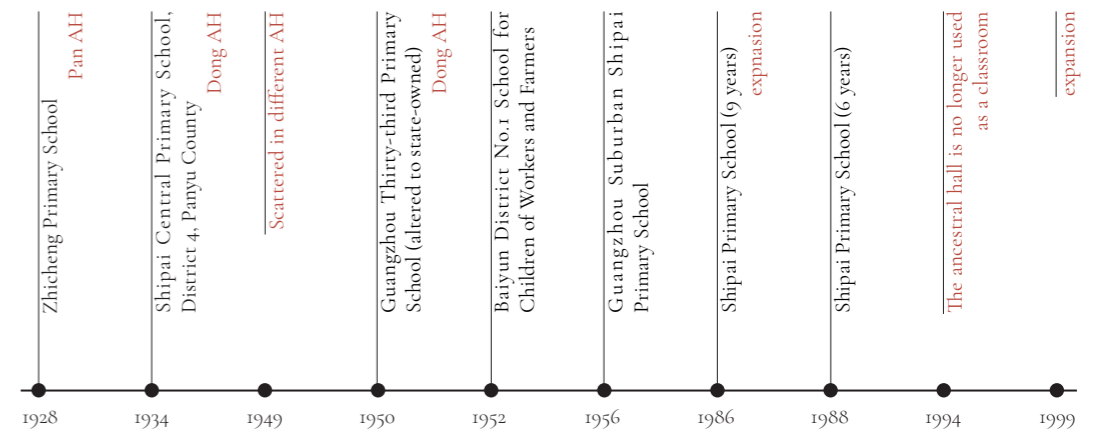 Zhicheng Primary School
Pan AH
Shipai Central Primary School,
District 4, Panyu County
Dong AH
Scattered in different AH
Guangzhou Thirty-third Primary
School (altered to state-owned)
Dong AH
Baiyun District No.1 School for
Children of Workers and Farmers
Guangzhou Suburban Shipai
Primary School
Shipai Primary School (9 years)
expnasion
Shipai Primary School (6 years)
The ancestral hall is no longer used
as a classroom
expansion
1928
1934
1949
1950
1952
1956
1986
1988
1994
1999